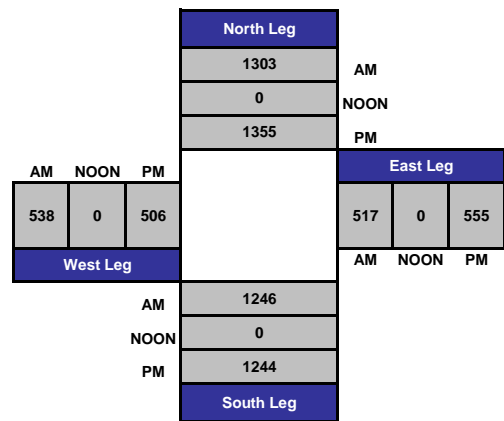 North Leg
1303 AM
0 NOON
1355 PM
AM NOON PM East Leg
538 0 506 517 0 555
West Leg AM NOON PM
AM 1246
NOON 0
PM 1244
South Leg